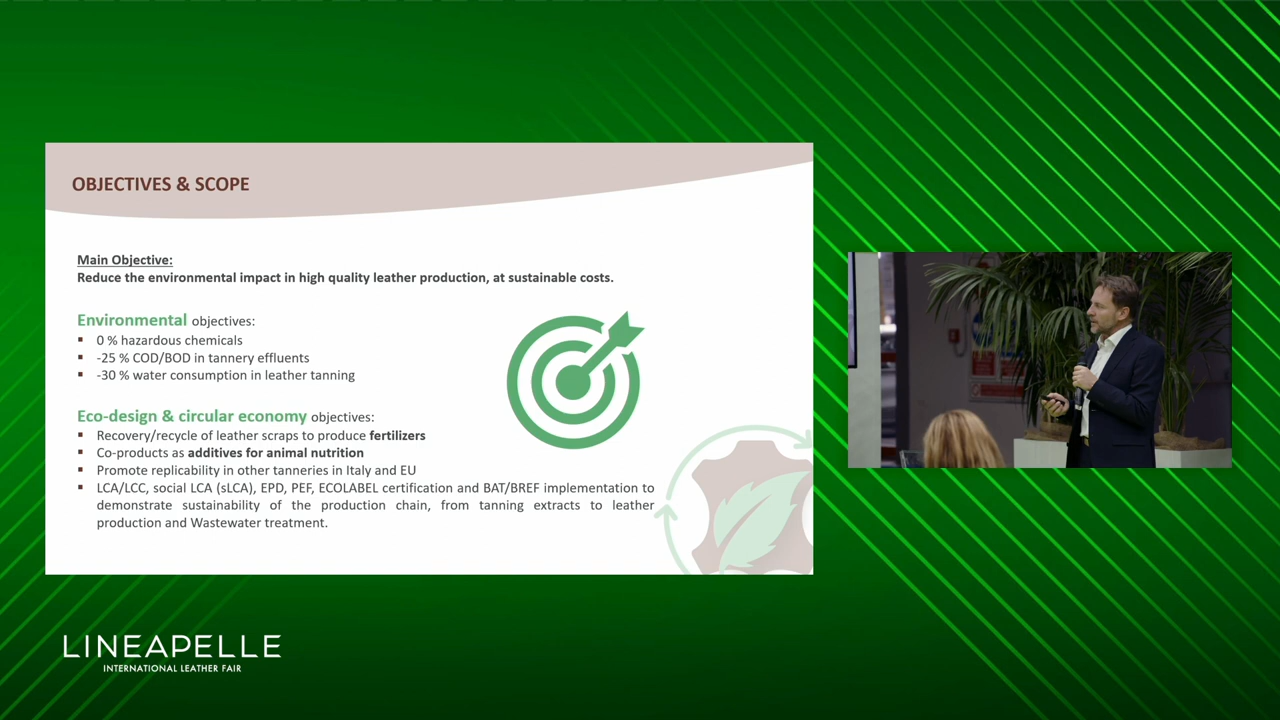 OBJECTIVES & SCOPE
Main Objective:
Reduce the environmental impact in high quality leather production, at sustainable costs.
Environmental objectives:
▪ 0 % hazardous chemicals
▪ -25 % COD/BOD in tannery effluents
▪ -30 % water consumption in leather tanning
Eco-design & circular economy objectives:
▪ Recovery/recycle of leather scraps to produce fertilizers
▪ Co-products as additives for animal nutrition
▪ Promote replicability in other tanneries in Italy and EU
▪ LCA/LCC, social LCA (sLCA), EPD, PEF, ECOLABEL certification and BAT/BREF implementation to
demonstrate sustainability of the production chain, from tanning extracts to leather
production and Wastewater treatment.
LINEAPELLE
INTERNATIONAL LEATHER FAIR